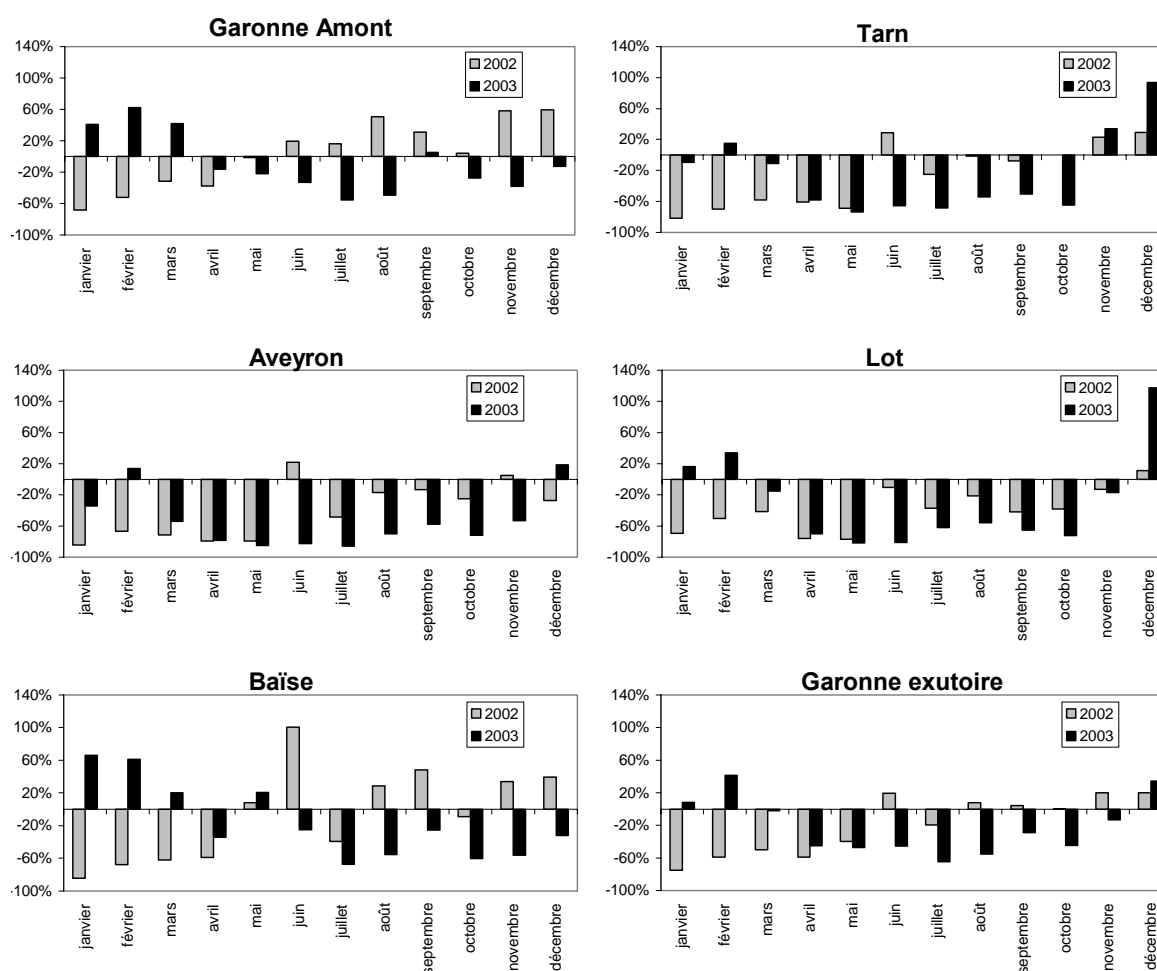 Garonne Amont
140%
100%
60%
20%
-20%
-60%
-100%
2002
2003
janvier
février
mars
avril
mai
juin
juillet
août
septembre
octobre
novembre
décembre
Tarn
140%
100%
60%
20%
-20%
-60%
-100%
2002
2003
janvier
février
mars
avril
mai
juin
juillet
août
septembre
octobre
novembre
décembre
Aveyron
140%
100%
60%
20%
-20%
-60%
-100%
2002
2003
janvier
février
mars
avril
mai
juin
juillet
août
septembre
octobre
novembre
décembre
Lot
140%
100%
60%
20%
-20%
-60%
-100%
2002
2003
janvier
février
mars
avril
mai
juin
juillet
août
septembre
octobre
novembre
décembre
Baïse
140%
100%
60%
20%
-20%
-60%
-100%
2002
2003
janvier
février
mars
avril
mai
juin
juillet
août
septembre
octobre
novembre
décembre
Garonne exutoire
140%
100%
60%
20%
-20%
-60%
-100%
2002
2003
janvier
février
mars
avril
mai
juin
juillet
août
septembre
octobre
novembre
décembre